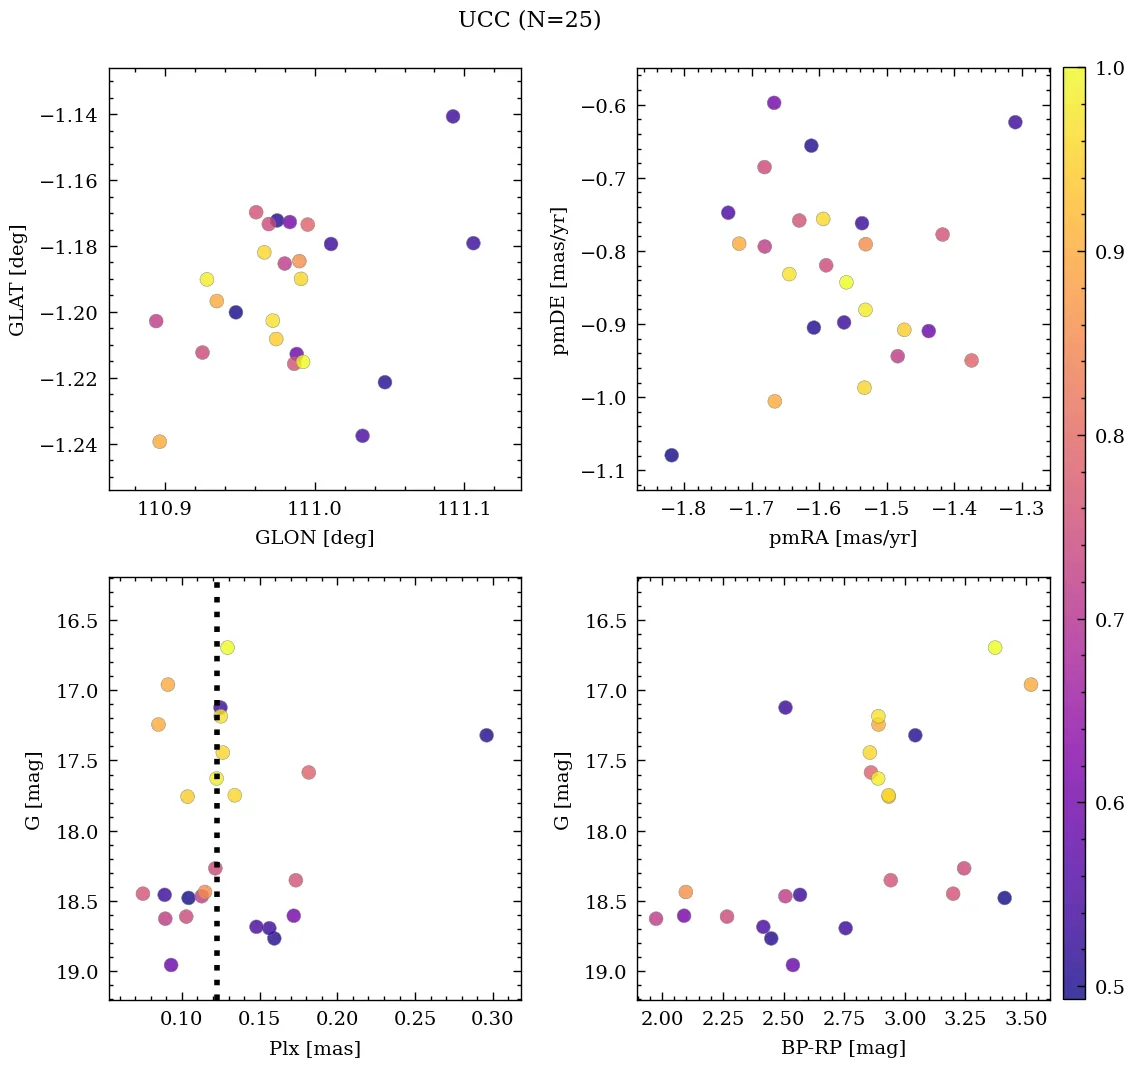 UCC (N=25)
−1.14
−1.16
−1.18
−1.20
−1.22
−1.24
GLAT [deg]
110.9 111.0 111.1
GLON [deg]
−0.6
−0.7
−0.8
−0.9
−1.0
−1.1
pmDE [mas/yr]
−1.8 −1.7 −1.6 −1.5 −1.4 −1.3
pmRA [mas/yr]
16.5
17.0
17.5
18.0
18.5
19.0
G [mag]
0.10 0.15 0.20 0.25 0.30
Plx [mas]
16.5
17.0
17.5
18.0
18.5
19.0
G [mag]
2.00 2.25 2.50 2.75 3.00 3.25 3.50
BP-RP [mag]
1.0
0.9
0.8
0.7
0.6
0.5